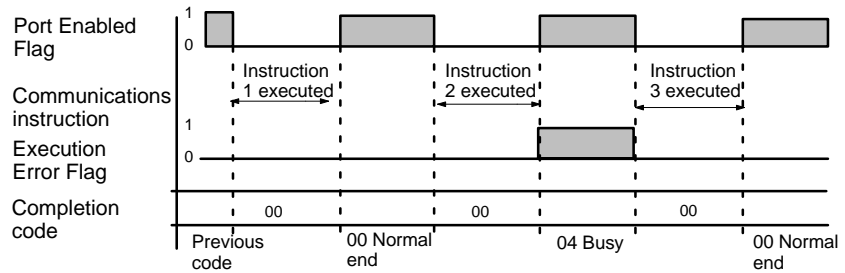 Port Enabled
Flag
1
0
Instruction
1 executed
Instruction
2 executed
Instruction
3 executed
Communications
instruction
Execution
Error Flag
1
0
Completion
code
00
00
00
Previous
code
00 Normal
end
04 Busy
00 Normal
end